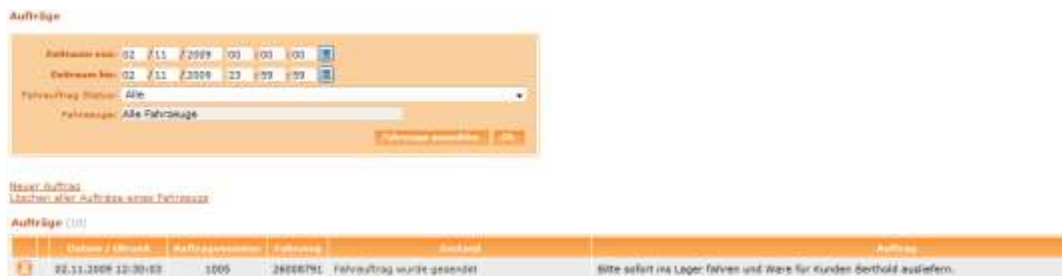 Aufträge
Zeitraum von: 02 /11 /2009 00 :00 :00
Zeitraum bis: 02 /11 /2009 23 :59 :59
Fahrauftrag Status: Alle
Fahrzeuge: Alle Fahrzeuge
Fahrzeuge auswählen Ok
Neuer Auftrag
Löschen aller Aufträge eines Fahrzeugs
Aufträge (10)
Datum / Uhrzeit Auftragsnummer Fahrzeug Zustand Auftrag
02.11.2009 12:30:03 1005 26008791 Fahrauftrag wurde gesendet Bitte sofort ins Lager fahren und Ware für Kunden Berthold ausliefern.